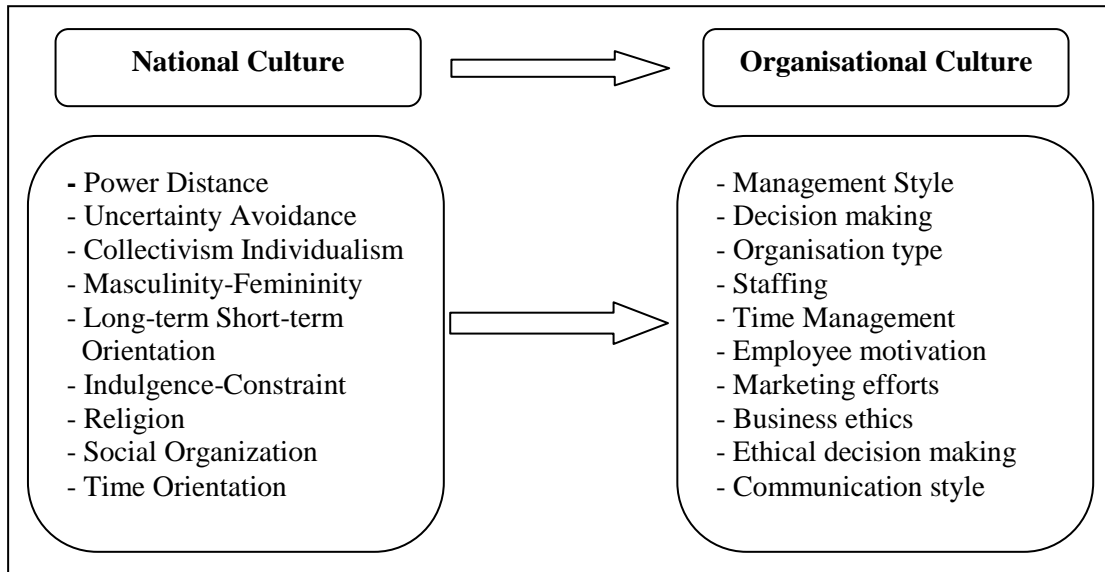 National Culture
Organisational Culture
- Power Distance
- Uncertainty Avoidance
- Collectivism Individualism
- Masculinity-Femininity
- Long-term Short-term
Orientation
- Indulgence-Constraint
- Religion
- Social Organization
- Time Orientation
- Management Style
- Decision making
- Organisation type
- Staffing
- Time Management
- Employee motivation
- Marketing efforts
- Business ethics
- Ethical decision making
- Communication style